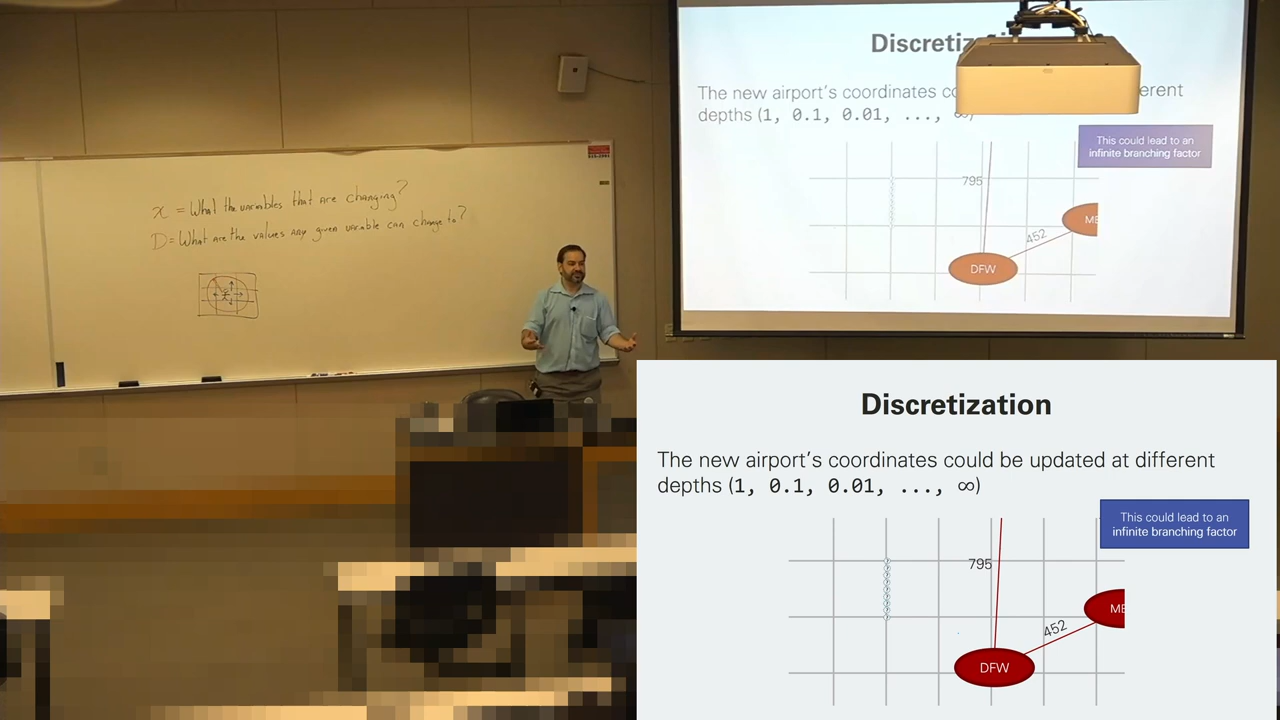 x = What the variables that are changing?
D = What are the values any given variable can change to?
Discretiz
The new airport's coordinates co erent
depths (1, 0.1, 0.01, ..., ∞)
This could lead to an
infinite branching factor
795
452
ME
DFW
Discretization
The new airport's coordinates could be updated at different
depths (1, 0.1, 0.01, ..., ∞)
This could lead to an
infinite branching factor
795
ME
452
DFW